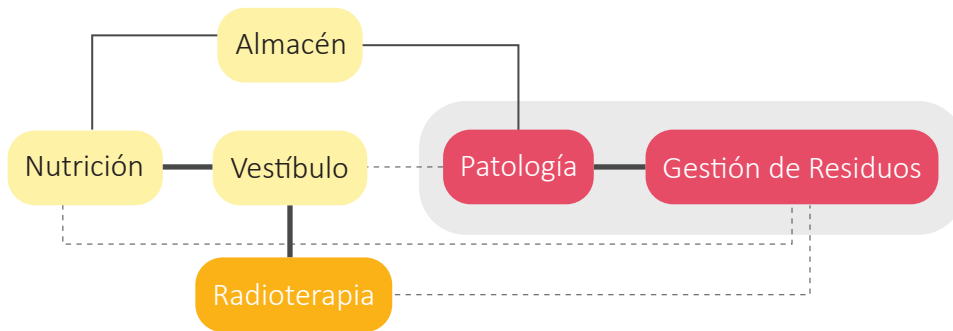 Almacén
Nutrición
Vestíbulo
Patología
Gestión de Residuos
Radioterapia